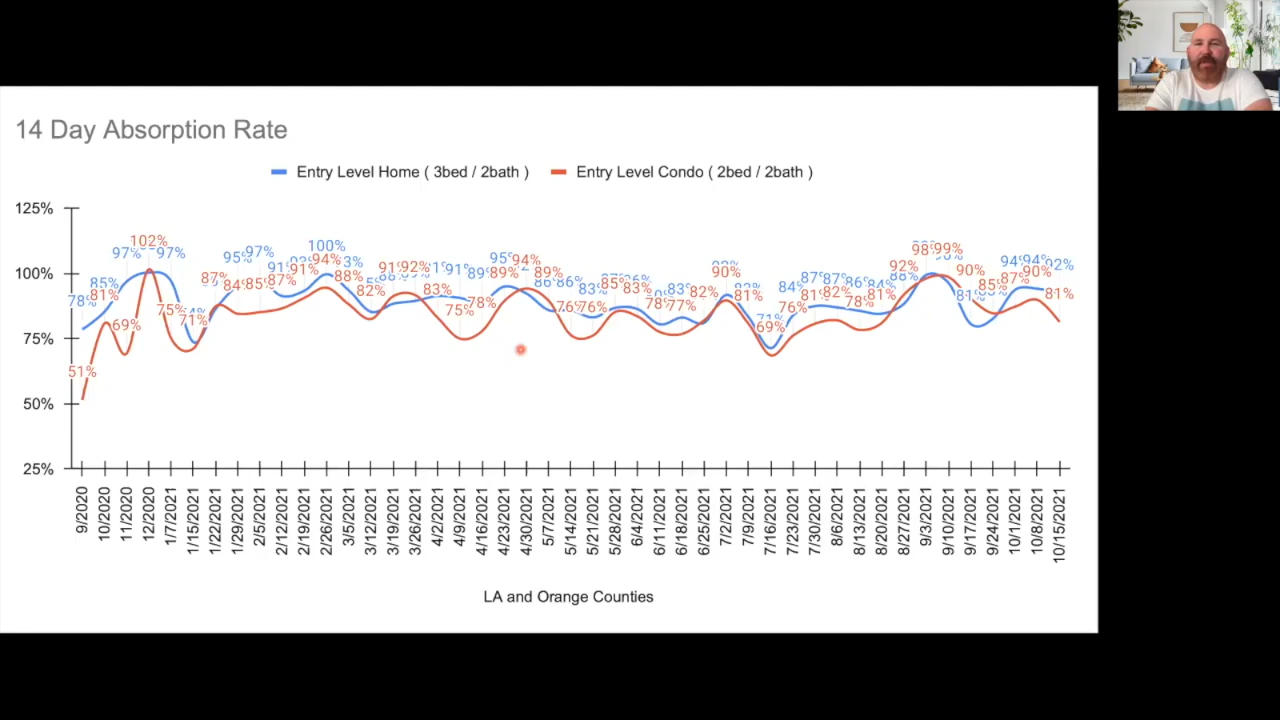 14 Day Absorption Rate
Entry Level Home ( 3bed / 2bath ) Entry Level Condo ( 2bed / 2bath )
125%
100%
75%
50%
25%
78% 85% 97% 97% 95% 97% 100% 91% 95% 86% 83% 83% 84% 87% 87% 86% 84% 81% 94% 94% 92%
51% 81% 69% 102% 75% 71% 87% 84% 85% 87% 91% 94% 88% 82% 91% 92% 83% 75% 78% 89% 94% 89% 76% 76% 85% 83% 78% 77% 82% 90% 81% 69% 76% 81% 82% 78% 81% 92% 98% 99% 90% 85% 87% 90% 81%
9/2020 10/2020 11/2020 12/2020 1/7/2021 1/15/2021 1/22/2021 1/29/2021 2/5/2021 2/12/2021 2/19/2021 2/26/2021 3/5/2021 3/12/2021 3/19/2021 3/26/2021 4/2/2021 4/9/2021 4/16/2021 4/23/2021 4/30/2021 5/7/2021 5/14/2021 5/21/2021 5/28/2021 6/4/2021 6/11/2021 6/18/2021 6/25/2021 7/2/2021 7/9/2021 7/16/2021 7/23/2021 7/30/2021 8/6/2021 8/13/2021 8/20/2021 8/27/2021 9/3/2021 9/10/2021 9/17/2021 9/24/2021 10/1/2021 10/8/2021 10/15/2021
LA and Orange Counties